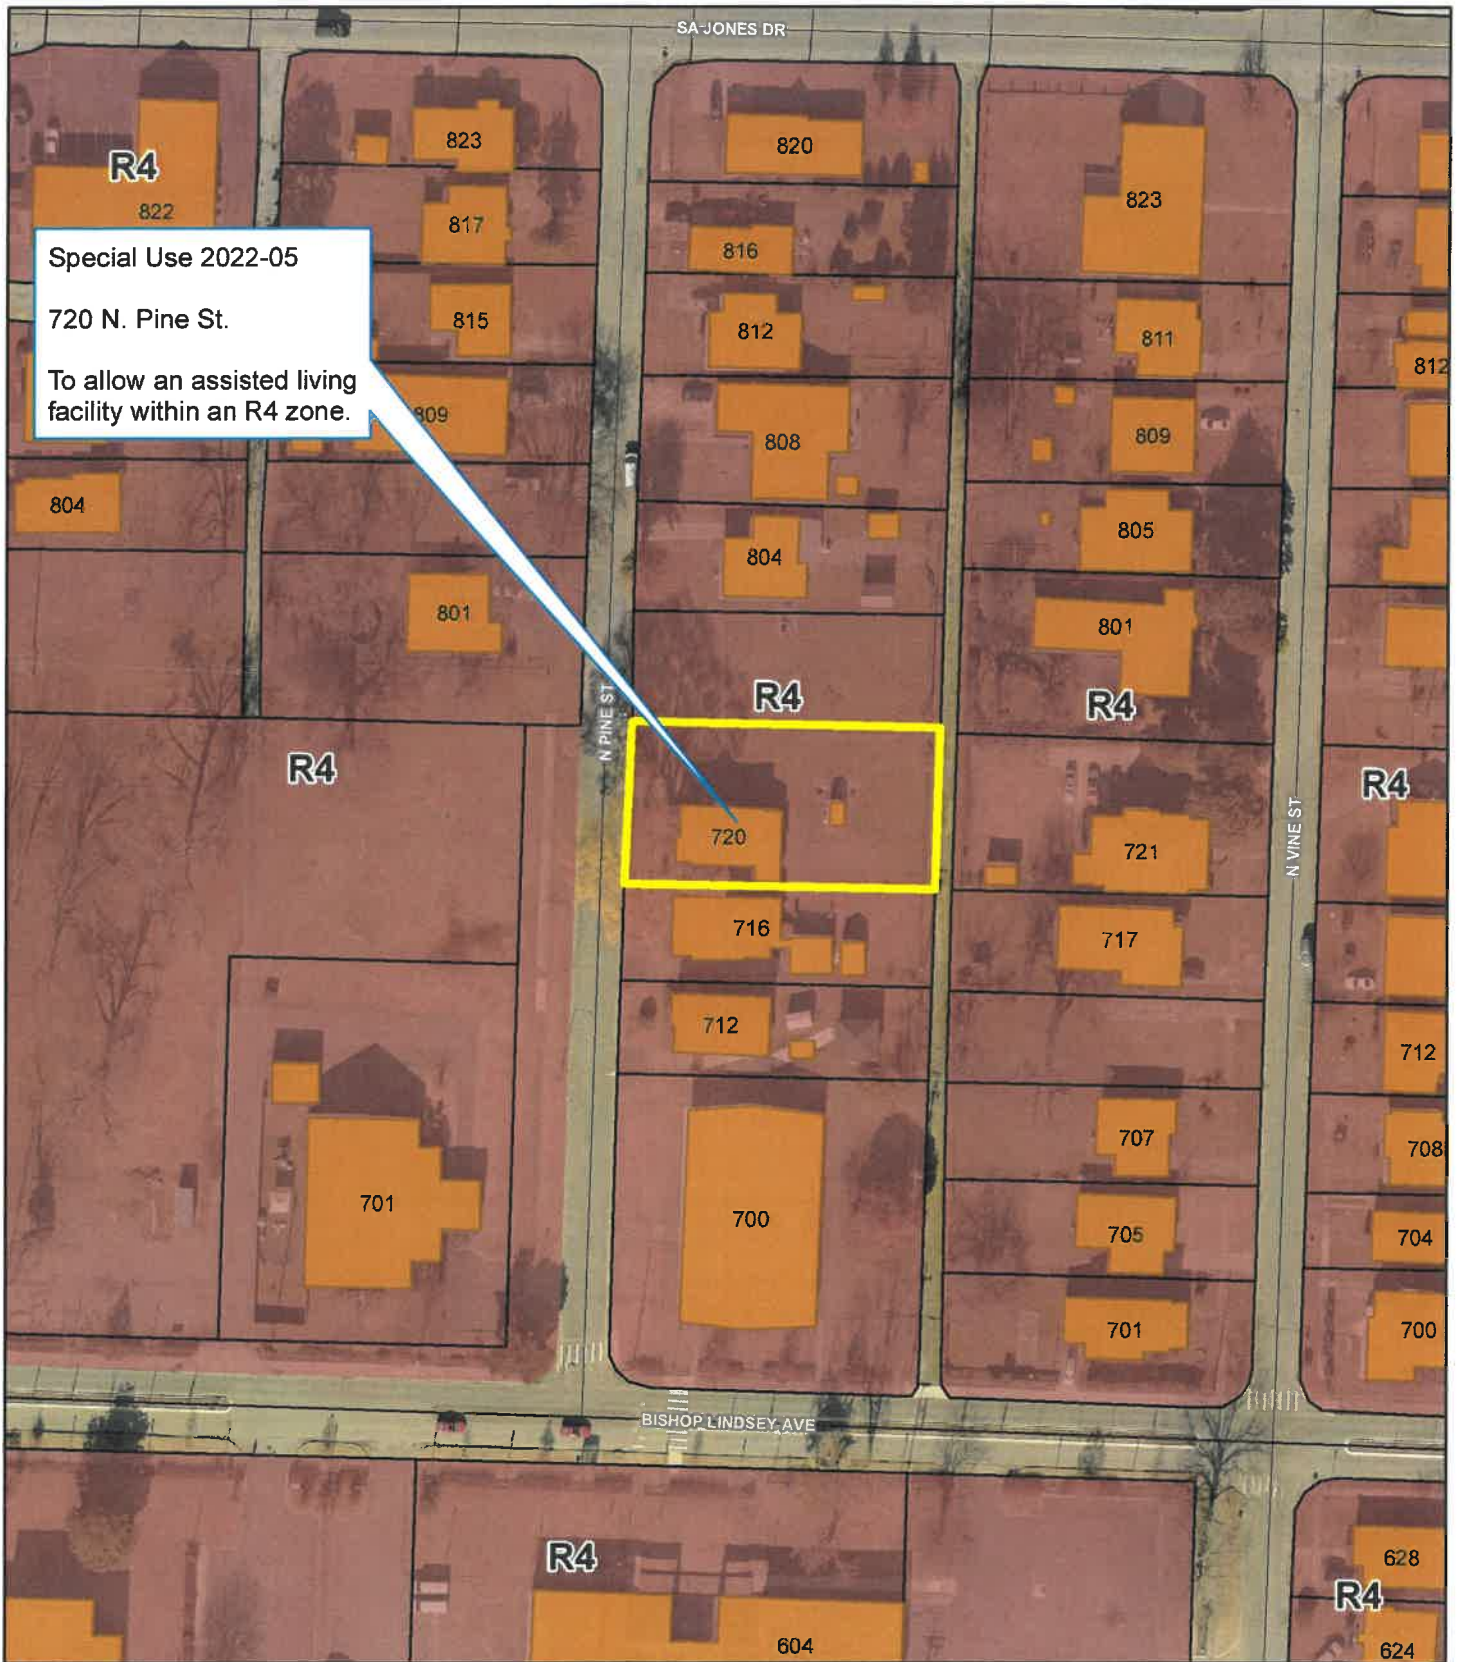 SA JONES DR
823
820
R4
822
823
817
816
Special Use 2022-05
720 N. Pine St.
To allow an assisted living
facility within an R4 zone.
815
812
811
812
809
808
809
804
805
804
801
801
R4
R4
N PINE ST
R4
R4
720
721
N VINE ST
716
717
712
712
707
708
701
700
705
704
701
700
BISHOP LINDSEY AVE
R4
628
R4
604
624